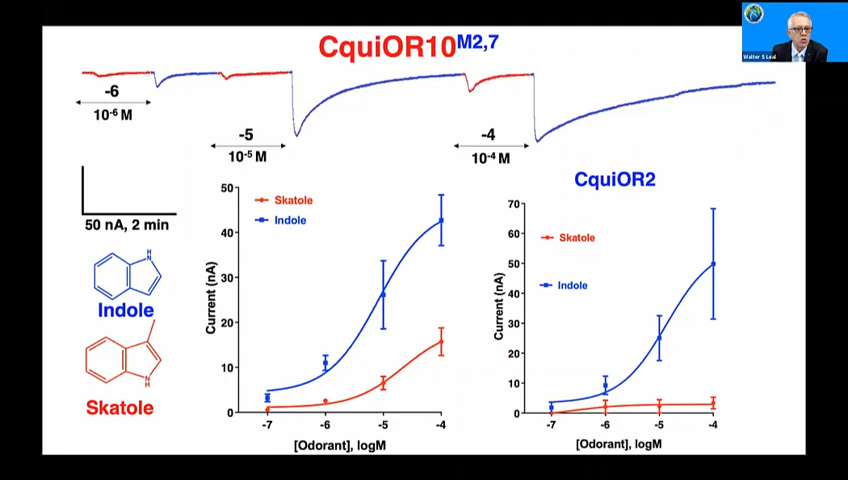 CquiOR10M2,7
Walter S Leal
-6
10-6 M
-5
10-5 M
-4
10-4 M
50 nA, 2 min
CquiOR2
H
N
Indole
N
H
Skatole
Skatole
Indole
Current (nA)
50
40
30
20
10
0
-7 -6 -5 -4
[Odorant], logM
Skatole
Indole
Current (nA)
70
60
50
40
30
20
10
0
-7 -6 -5 -4
[Odorant], logM